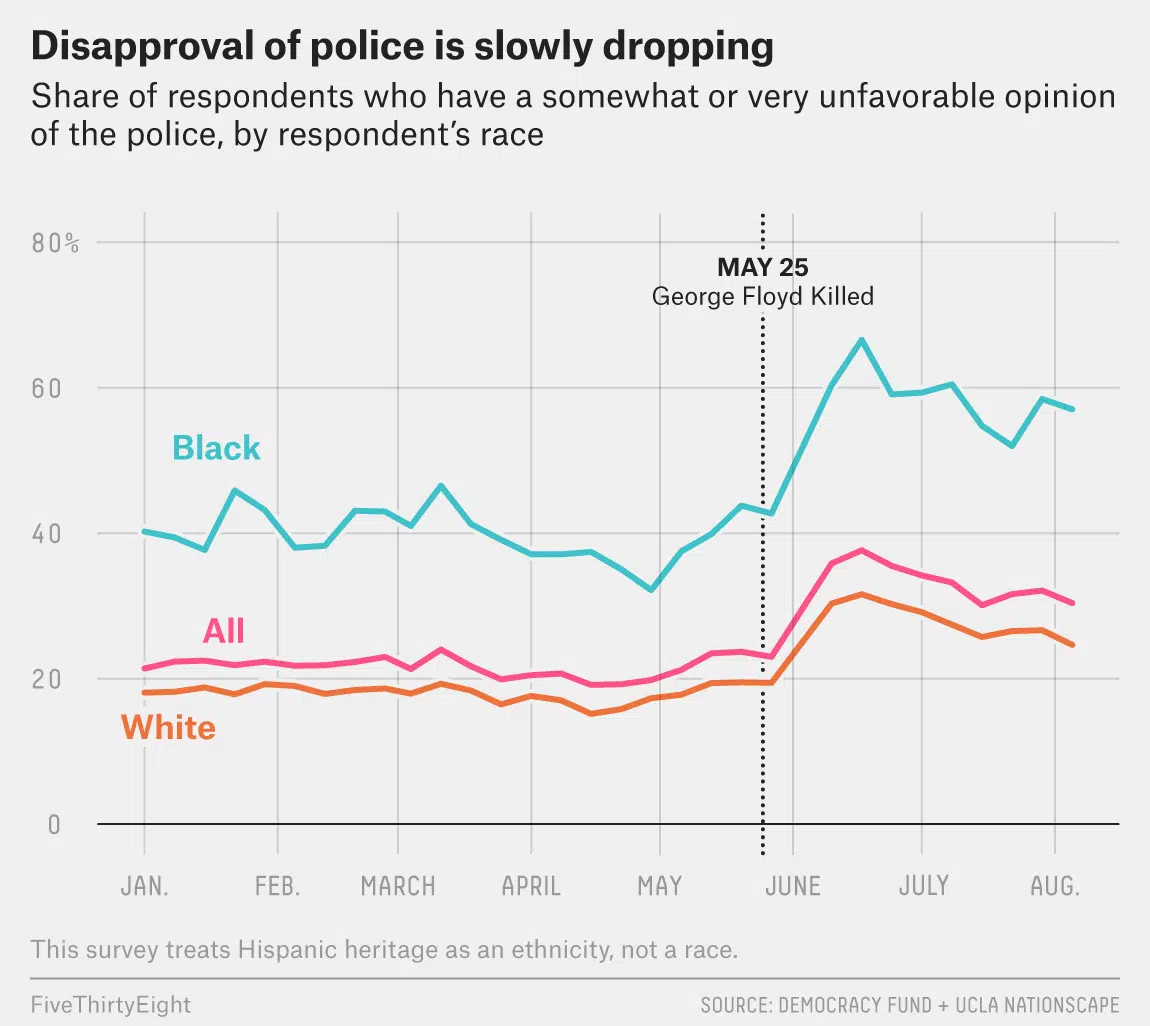 Disapproval of police is slowly dropping
Share of respondents who have a somewhat or very unfavorable opinion
of the police, by respondent’s race
80%
MAY 25
George Floyd Killed
60
Black
40
All
20
White
0
JAN.
FEB.
MARCH
APRIL
MAY
JUNE
JULY
AUG.
This survey treats Hispanic heritage as an ethnicity, not a race.
FiveThirtyEight
SOURCE: DEMOCRACY FUND + UCLA NATIONSCAPE